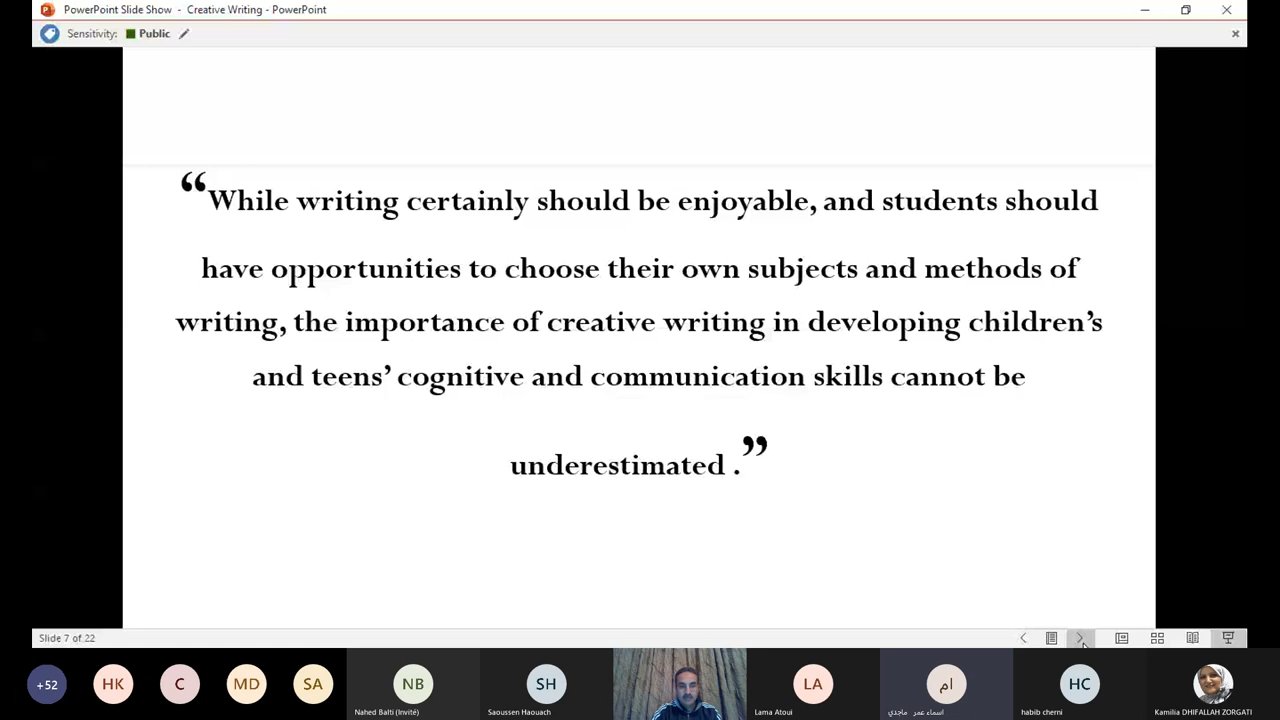 PowerPoint Slide Show - Creative Writing - PowerPoint
Sensitivity: Public
“While writing certainly should be enjoyable, and students should
have opportunities to choose their own subjects and methods of
writing, the importance of creative writing in developing children’s
and teens’ cognitive and communication skills cannot be
underestimated .”
Slide 7 of 22
+52
HK
C
MD
SA
NB
SH
LA
ام
HC
Nahed Balti (Invité)
Saoussen Haouach
Lama Atoui
اسماء عمر ماجدي
habib cherni
Kamilia DHIFALLAH ZORGATI